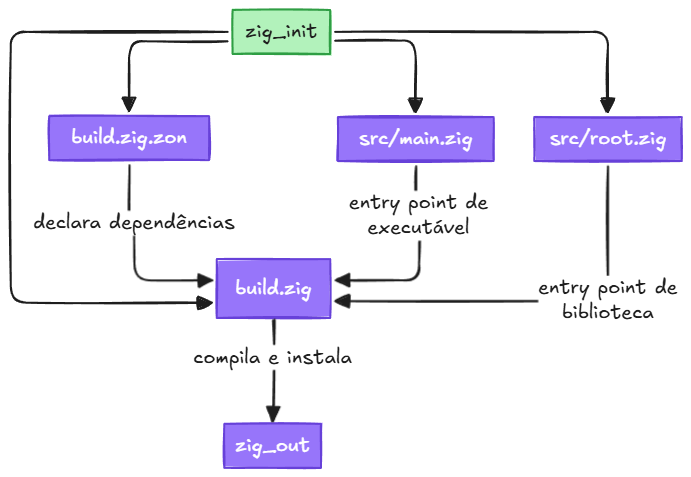 zig_init
build.zig.zon
src/main.zig
src/root.zig
declara dependências
entry point de
executável
build.zig
entry point de
biblioteca
compila e instala
zig_out